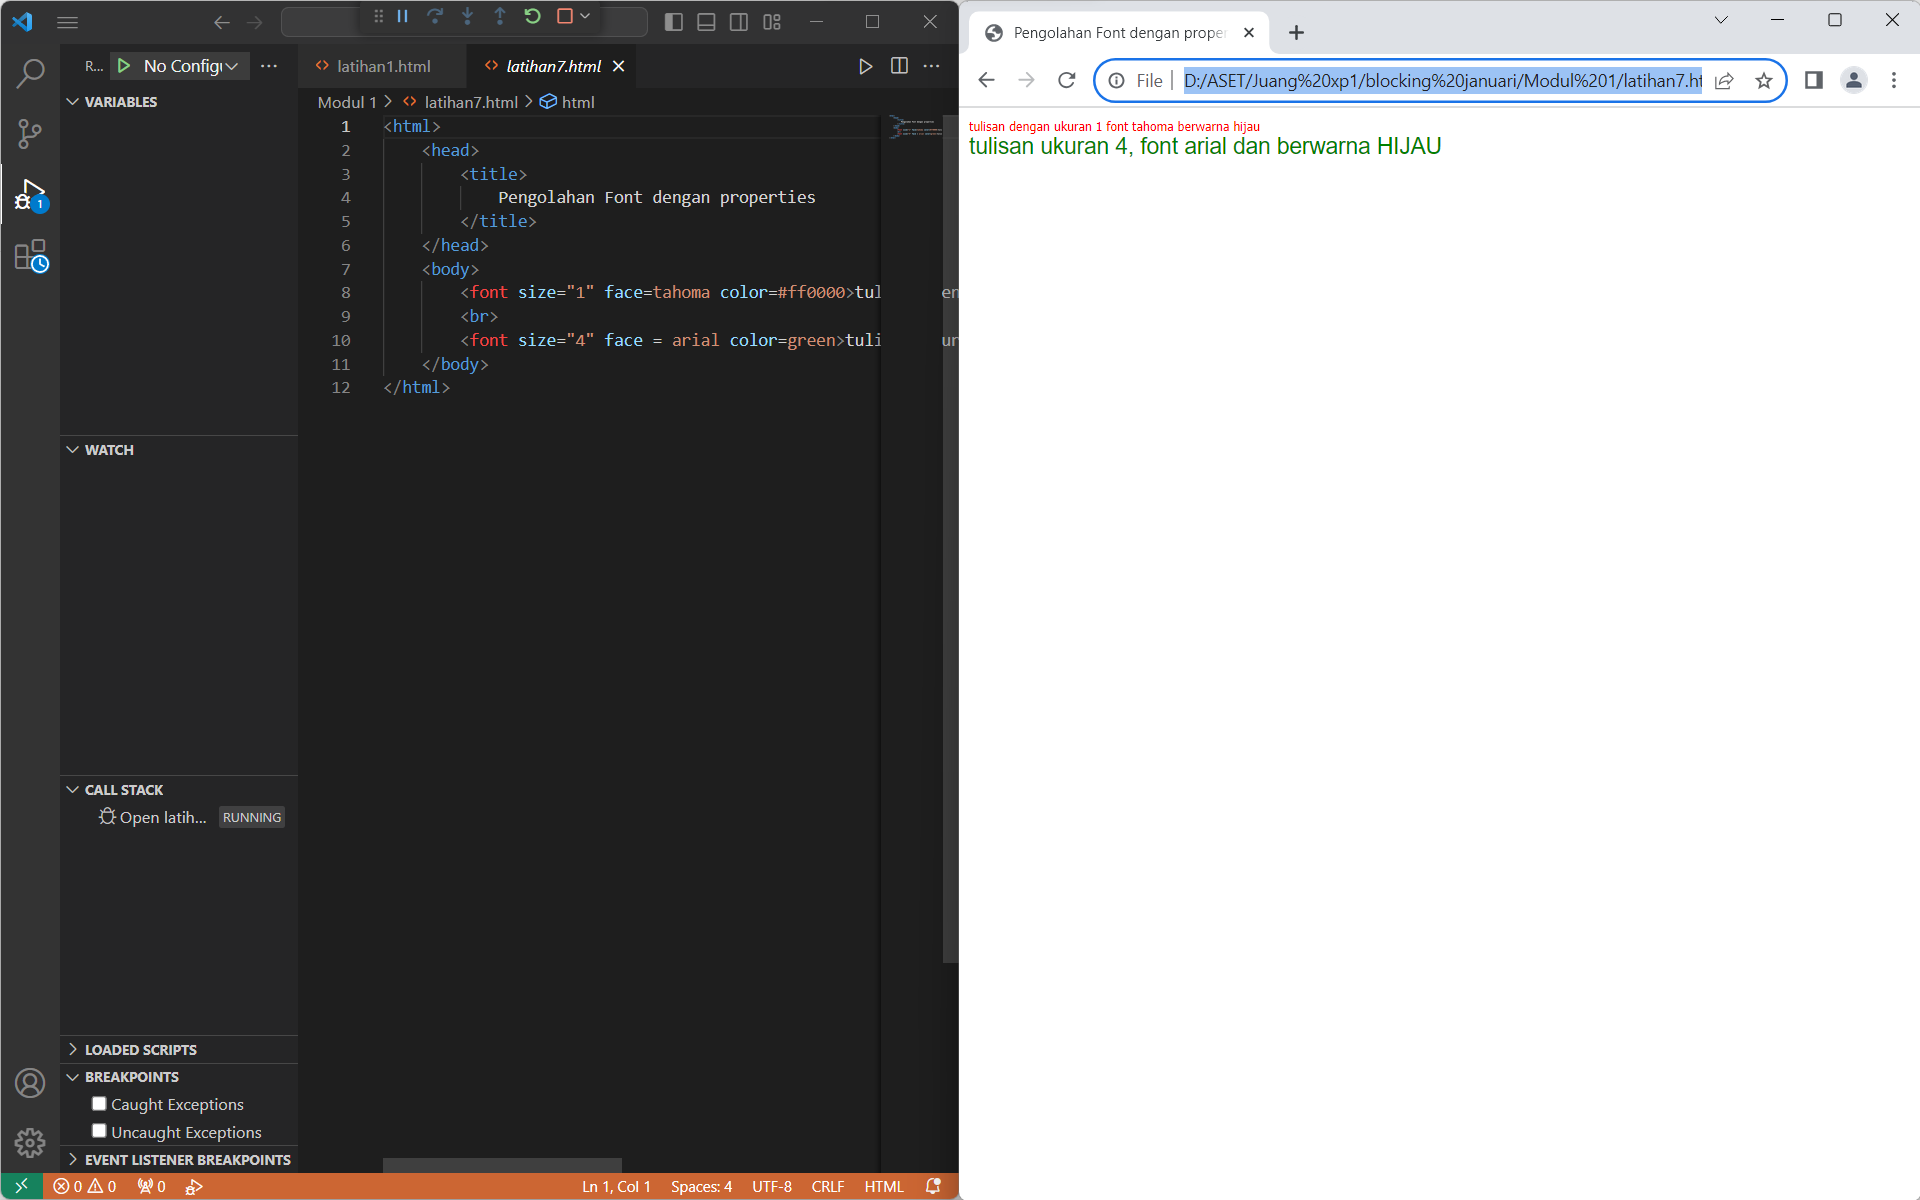 R...
No Config
latihan1.html
latihan7.html
Pengolahan Font dengan proper
File
D:/ASET/Juang%20xp1/blocking%20januari/Modul%201/latihan7.ht
VARIABLES
Modul 1 > latihan7.html > html
1 <html>
2 <head>
3 <title>
4 Pengolahan Font dengan properties
5 </title>
6 </head>
7 <body>
8 <font size="1" face=tahoma color=#ff0000>tul en
9 <br>
10 <font size="4" face = arial color=green>tuli ur
11 </body>
12 </html>
tulisan dengan ukuran 1 font tahoma berwarna hijau
tulisan ukuran 4, font arial dan berwarna HIJAU
1
WATCH
CALL STACK
Open latih...
RUNNING
LOADED SCRIPTS
BREAKPOINTS
Caught Exceptions
Uncaught Exceptions
EVENT LISTENER BREAKPOINTS
0 0 0
Ln 1, Col 1
Spaces: 4
UTF-8
CRLF
HTML